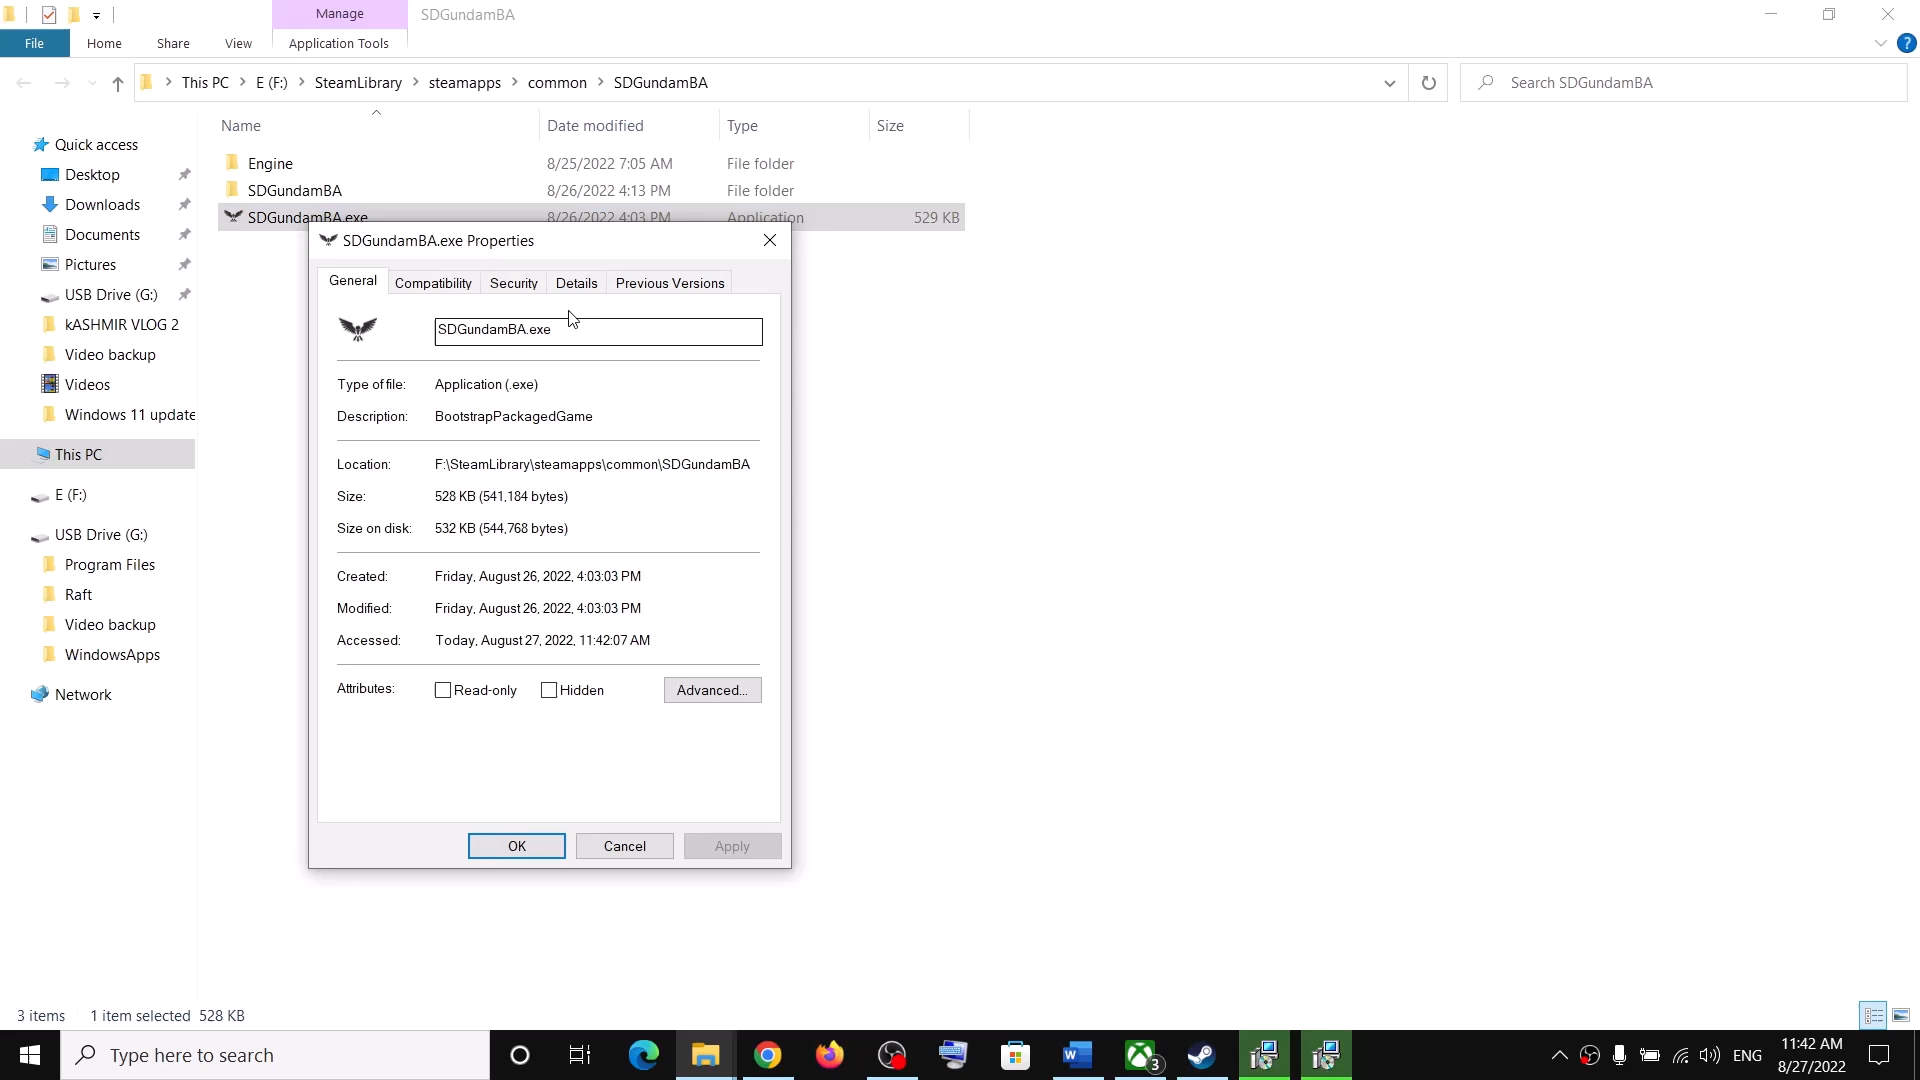 Manage
SDGundamBA
File
Home
Share
View
Application Tools
?
This PC
E (F:)
SteamLibrary
steamapps
common
SDGundamBA
Search SDGundamBA
Name
Date modified
Type
Size
Quick access
Desktop
Downloads
Documents
Pictures
USB Drive (G:)
kASHMIR VLOG 2
Video backup
Videos
Windows 11 update
This PC
E (F:)
USB Drive (G:)
Program Files
Raft
Video backup
WindowsApps
Network
Engine 8/25/2022 7:05 AM File folder
SDGundamBA 8/26/2022 4:13 PM File folder
SDGundamBA.exe 8/26/2022 4:03 PM Application 529 KB
SDGundamBA.exe Properties
General
Compatibility
Security
Details
Previous Versions
SDGundamBA.exe
Type of file: Application (.exe)
Description: BootstrapPackagedGame
Location: F:\SteamLibrary\steamapps\common\SDGundamBA
Size: 528 KB (541,184 bytes)
Size on disk: 532 KB (544,768 bytes)
Created: Friday, August 26, 2022, 4:03:03 PM
Modified: Friday, August 26, 2022, 4:03:03 PM
Accessed: Today, August 27, 2022, 11:42:07 AM
Attributes: Read-only Hidden Advanced...
OK Cancel Apply
3 items 1 item selected 528 KB
Type here to search
3
ENG
11:42 AM
8/27/2022